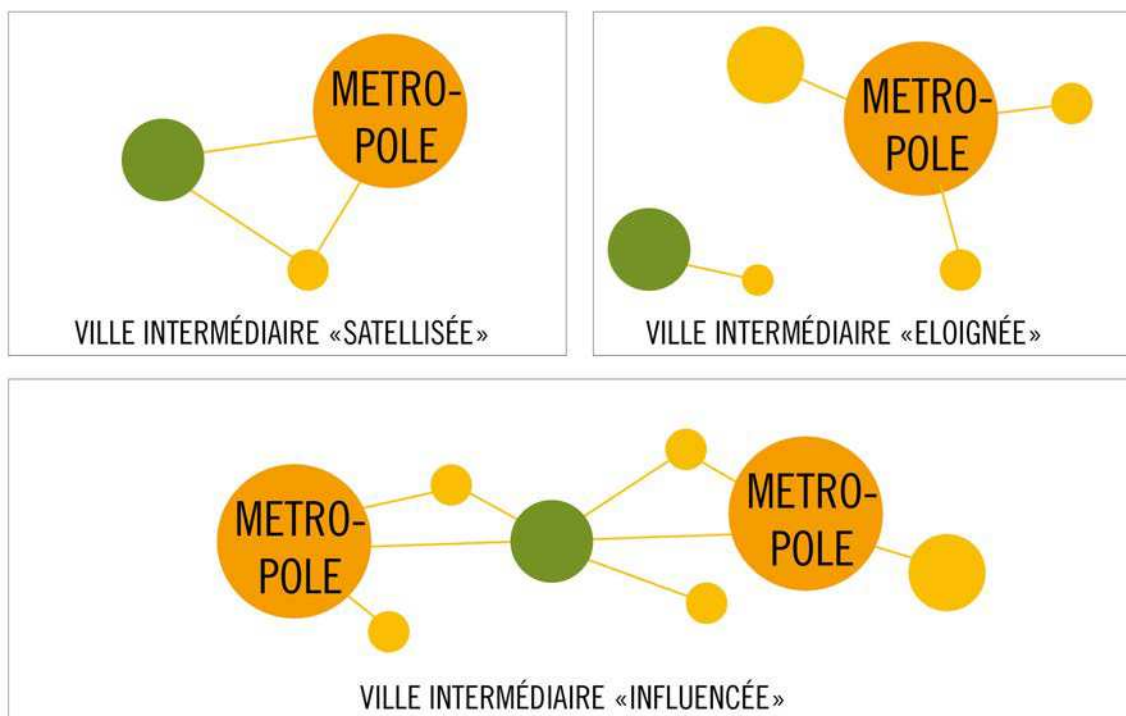 METRO-
POLE
VILLE INTERMÉDIAIRE «SATELLISÉE»
METRO-
POLE
VILLE INTERMÉDIAIRE «ELOIGNÉE»
METRO-
POLE
METRO-
POLE
VILLE INTERMÉDIAIRE «INFLUENCÉE»